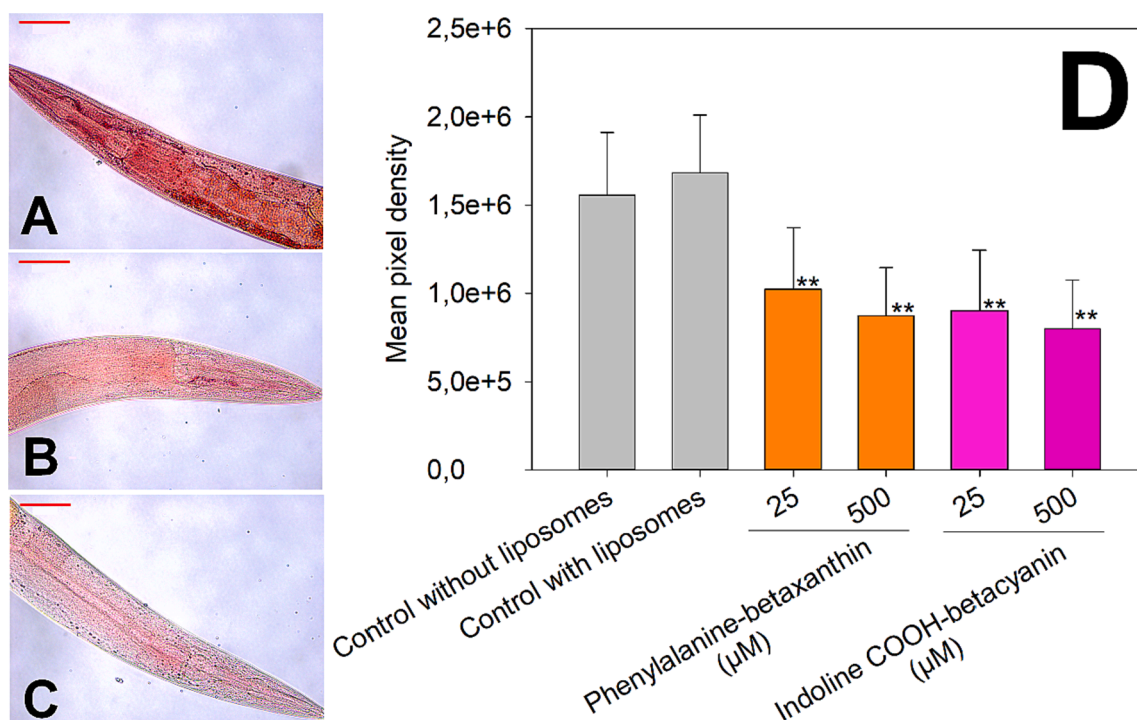 A
B
C
D
Mean pixel density
2,5e+6
2,0e+6
1,5e+6
1,0e+6
5,0e+5
0,0
**
**
**
**
Control without liposomes
Control with liposomes
25
500
25
500
Phenylalanine-betaxanthin
(µM)
Indoline COOH-betacyanin
(µM)